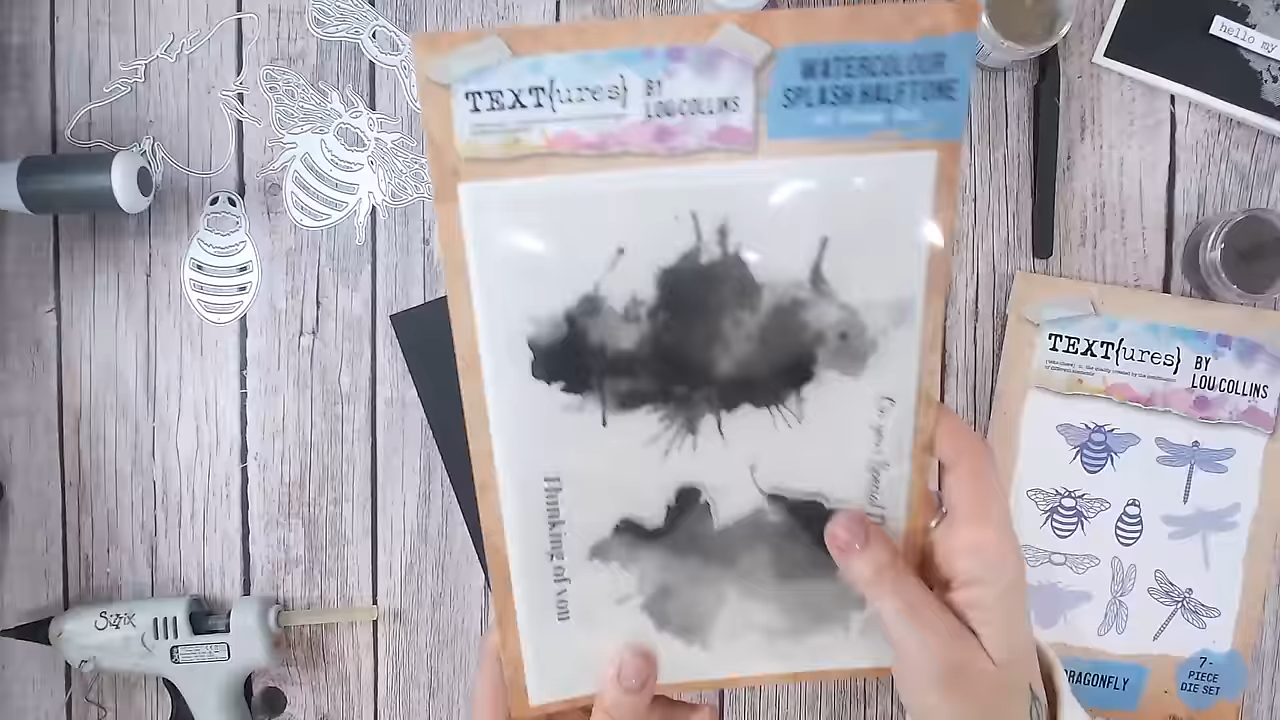 TEXT{ures} BY
LOU COLLINS
WATERCOLOUR
SPLASH HALFTONE
Thinking of you
hello my
TEXT{ures} BY
LOU COLLINS
DRAGONFLY
7-
PIECE
DIE SET
Sizzix